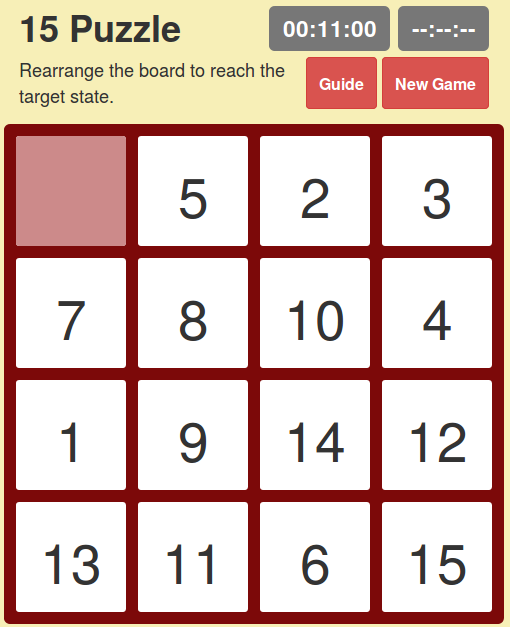 15 Puzzle
00:11:00 --:--:--
Rearrange the board to reach the
target state.
Guide New Game
5 2 3
7 8 10 4
1 9 14 12
13 11 6 15